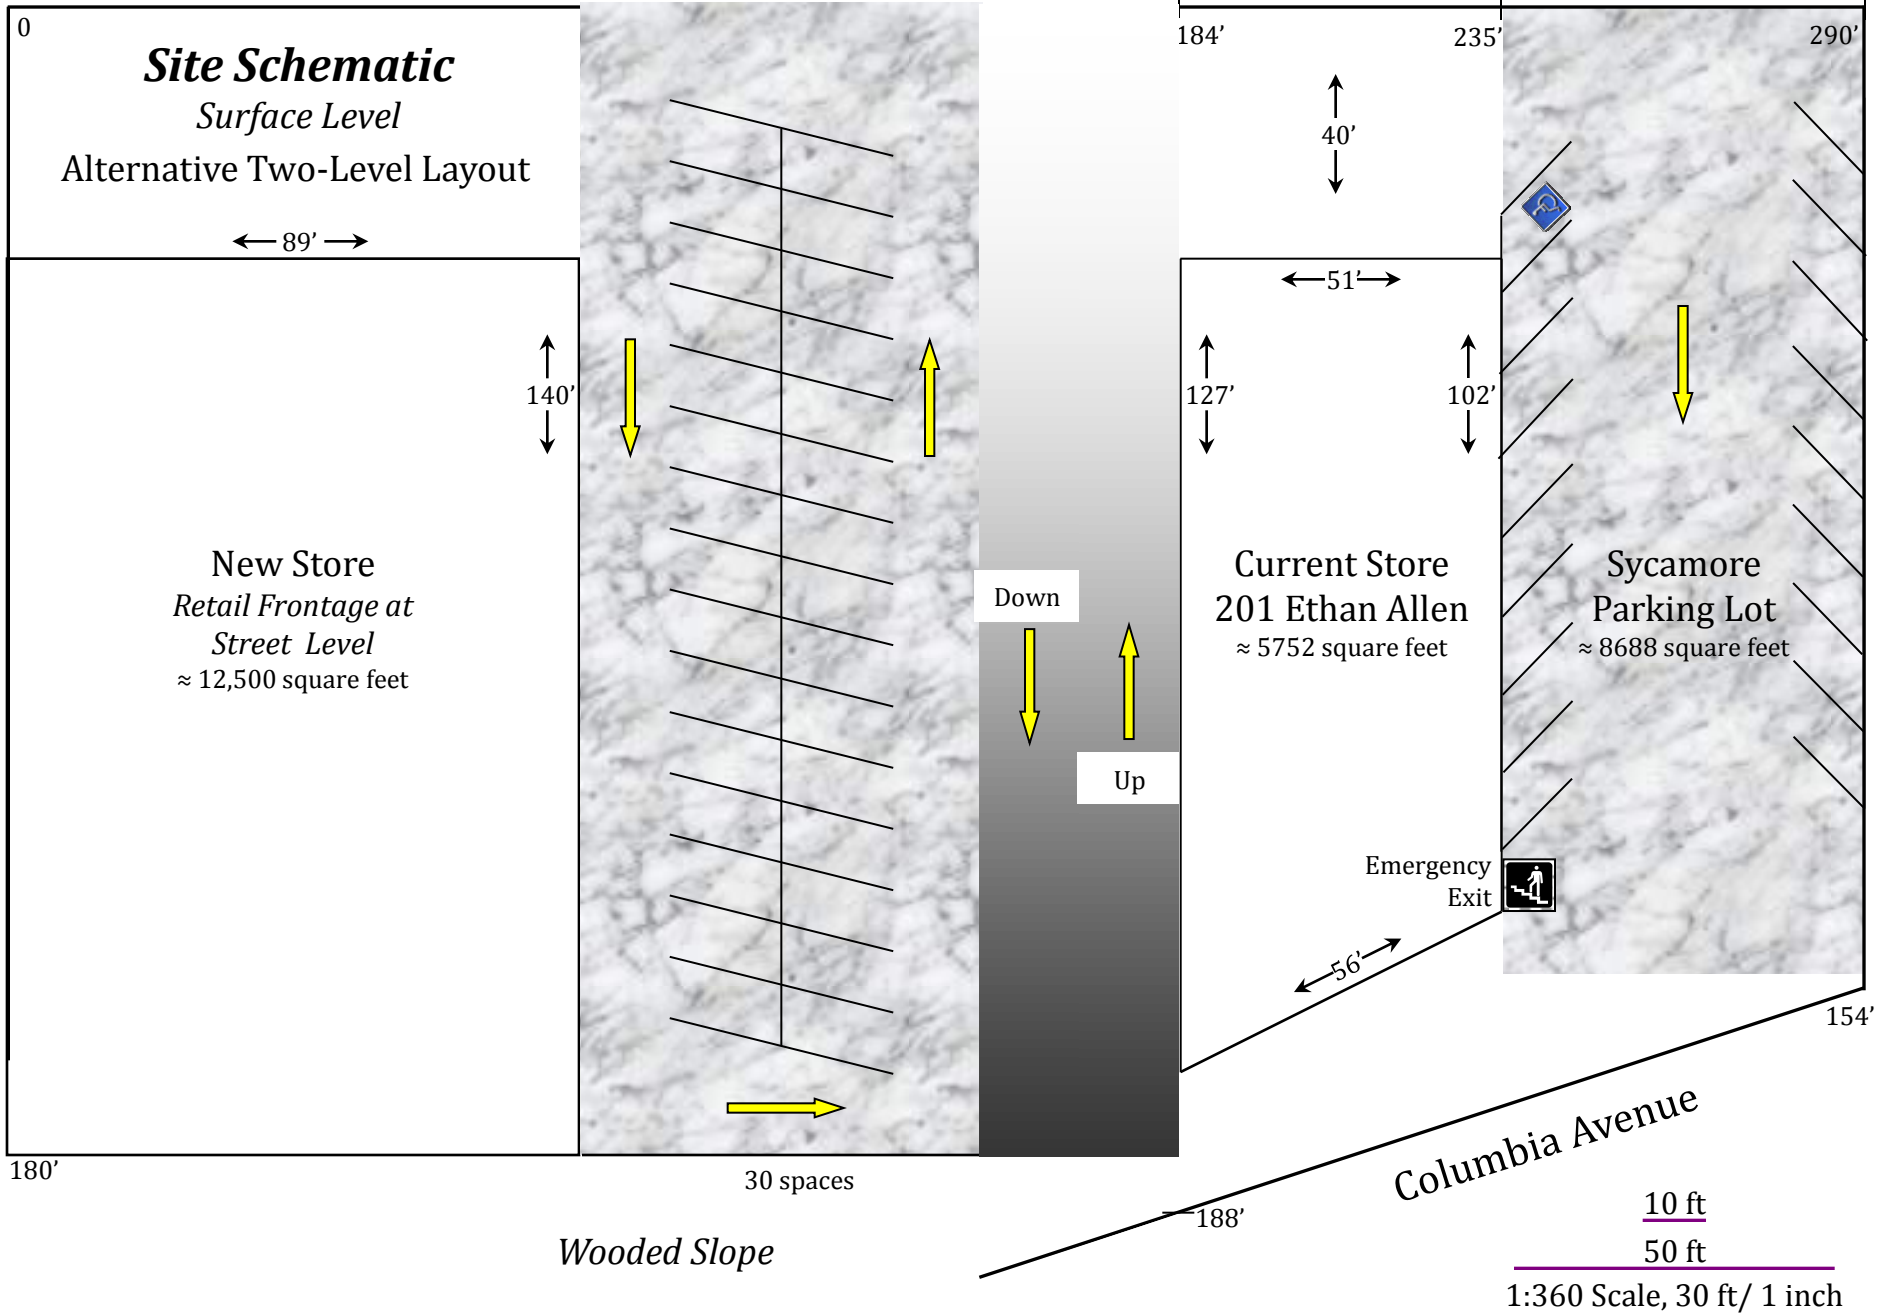 0
184’
235’
290’
Site Schematic
Surface Level
Alternative Two-Level Layout
40’
89’
51’
140’
127’
102’
New Store
Retail Frontage at
Street Level
≈ 12,500 square feet
Down
Up
Current Store
201 Ethan Allen
≈ 5752 square feet
Sycamore
Parking Lot
≈ 8688 square feet
Emergency
Exit
56’
154’
Columbia Avenue
180’
30 spaces
188’
Wooded Slope
10 ft
50 ft
1:360 Scale, 30 ft/ 1 inch